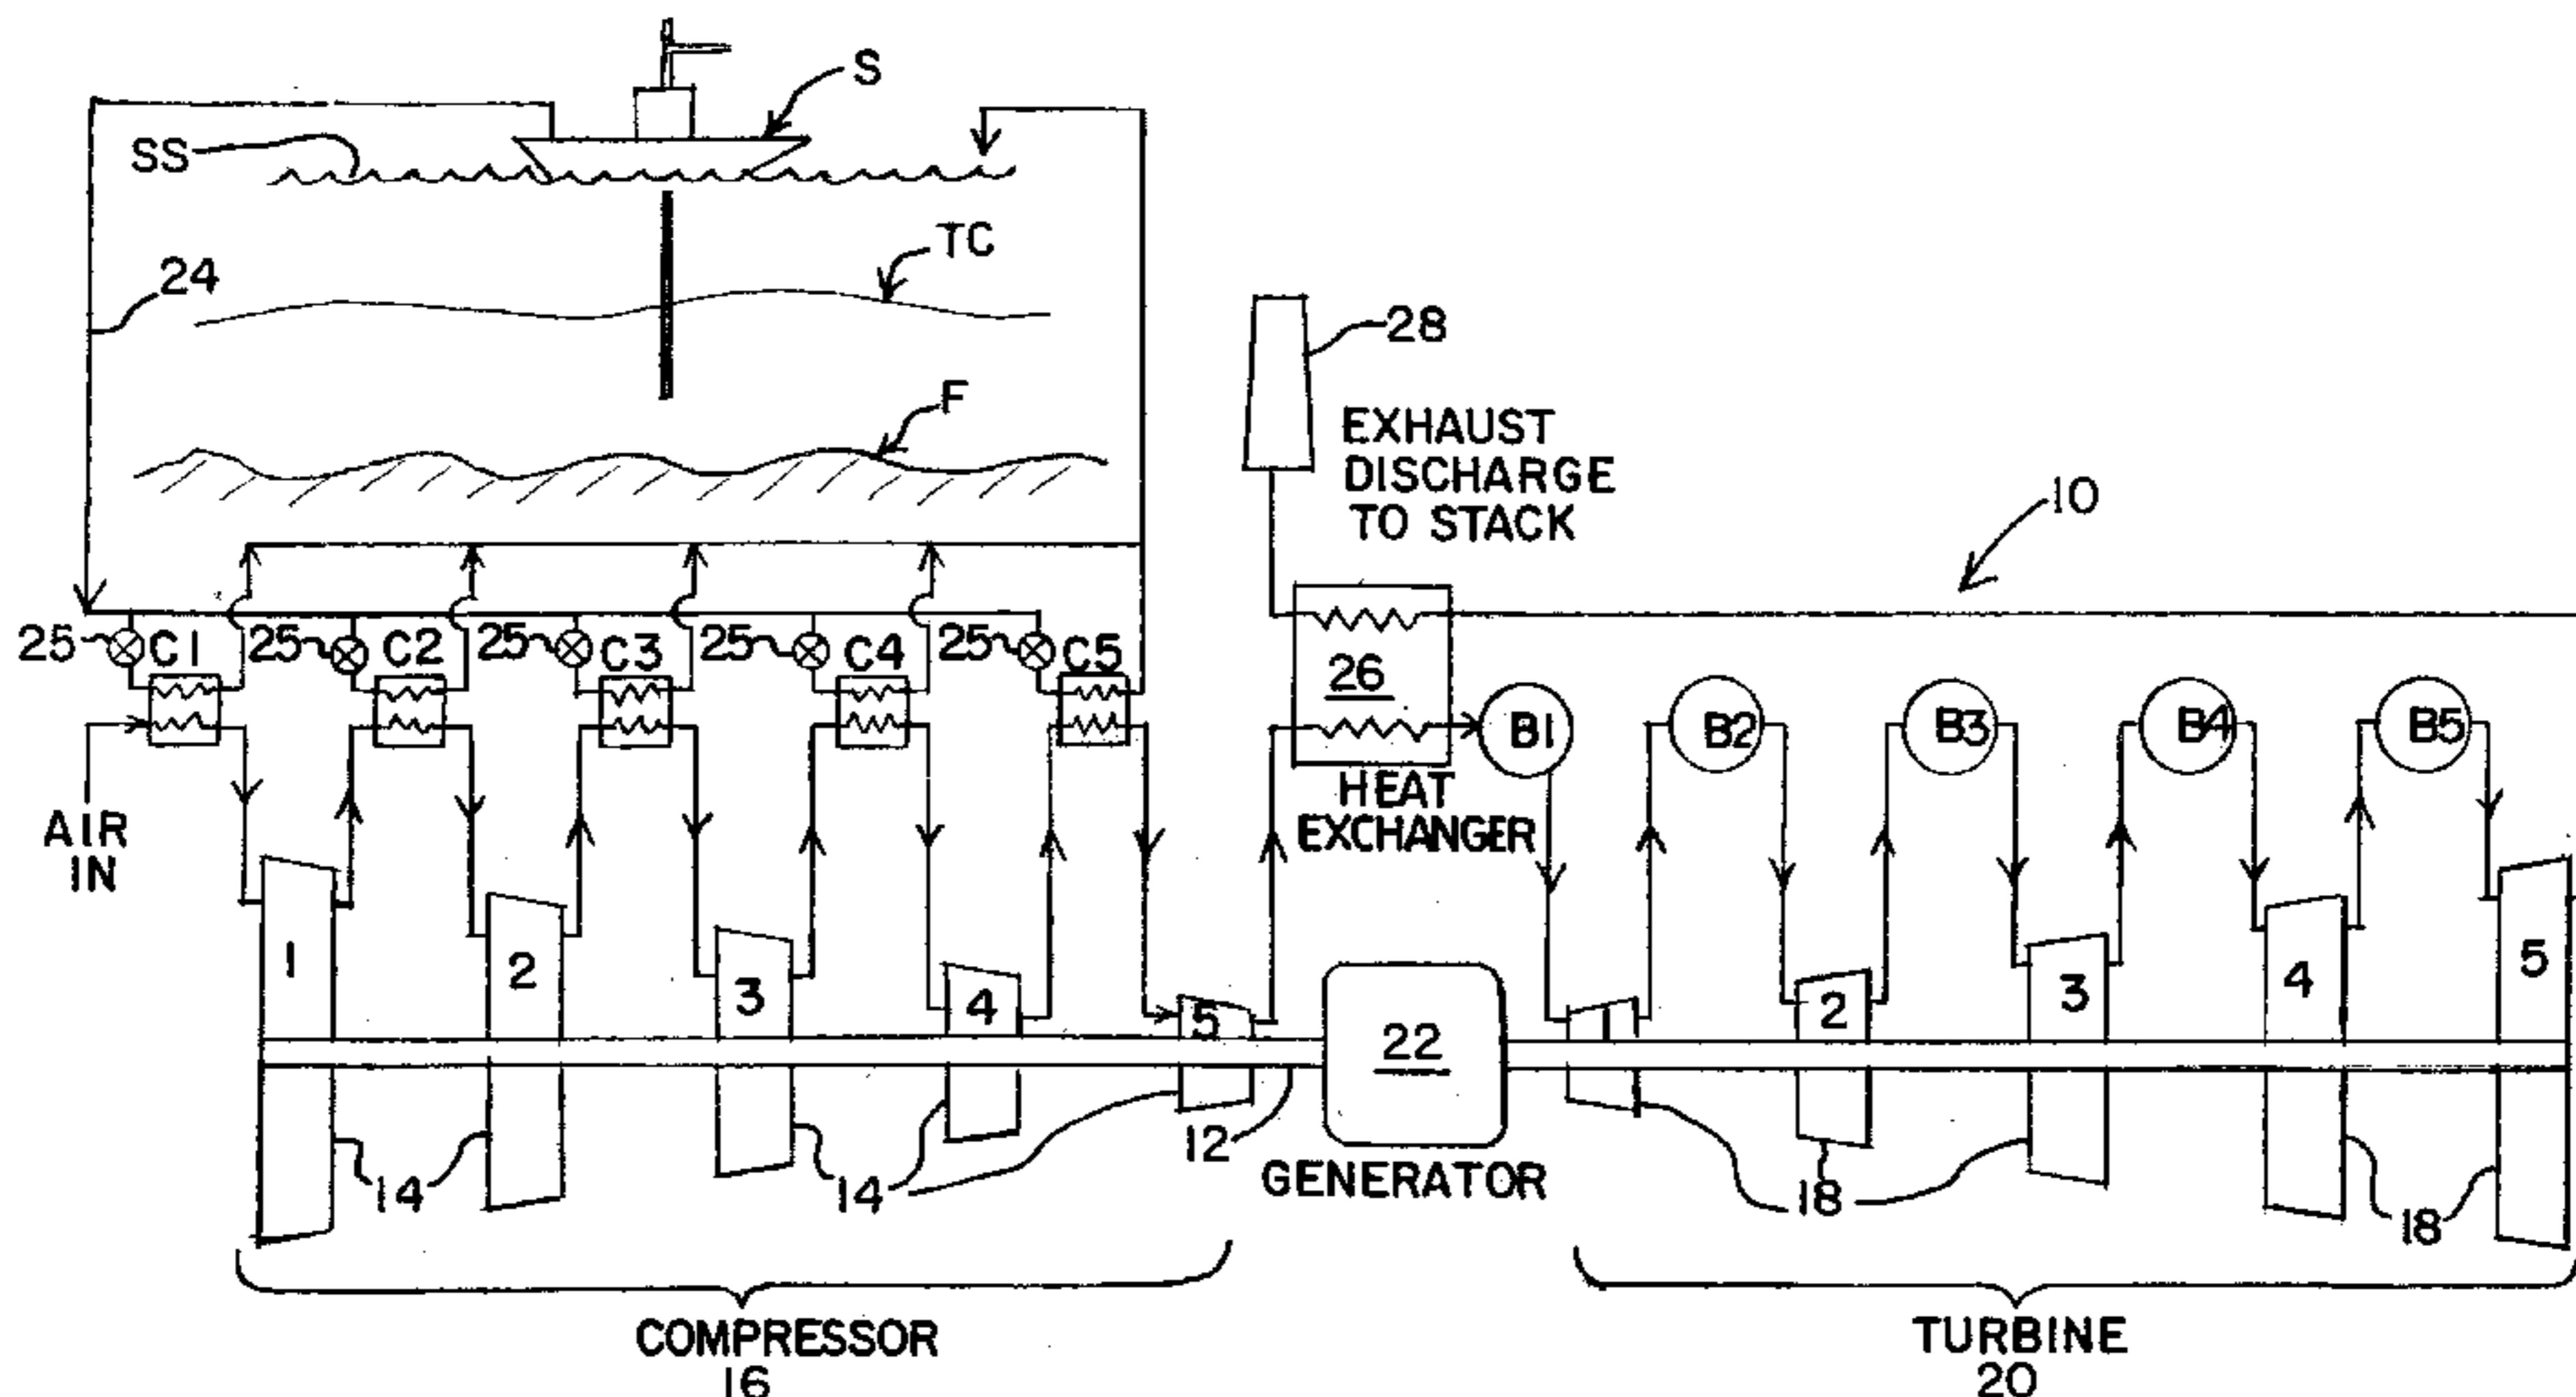 S
SS
TC
24
28
F
EXHAUST
DISCHARGE
TO STACK
10
25 C1 25 C2 25 C3 25 C4 25 C5
26
B1 B2 B3 B4 B5
HEAT
EXCHANGER
AIR
IN
1 2 3 4 5
1 2 3 4 5
22
12
GENERATOR
14 14 18 18
COMPRESSOR
16
TURBINE
20